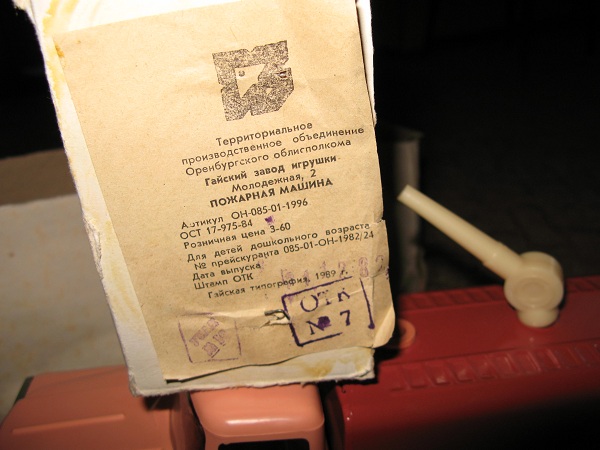 Территориальное
производственное объединение
Оренбургского облисполкома
Гайский завод игрушки
Молодежная, 2
ПОЖАРНАЯ МАШИНА
Артикул ОН-085-01-1996
ОСТ 17-975-84
Розничная цена 3-60
Для детей дошкольного возраста
№ прейскуранта 085-01-ОН-1982/24
Дата выпуска
Штемп ОТК
Гайская типография, 1989 г.
ОТК
№ 7